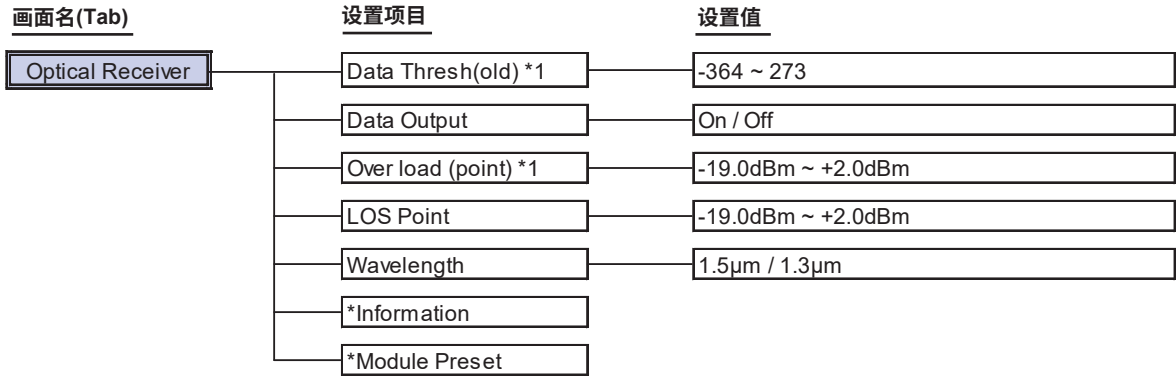 画面名(Tab) 设置项目 设置值
Optical Receiver Data Thresh(old) *1 -364 ~ 273
Data Output On / Off
Over load (point) *1 -19.0dBm ~ +2.0dBm
LOS Point -19.0dBm ~ +2.0dBm
Wavelength 1.5μm / 1.3μm
*Information
*Module Preset